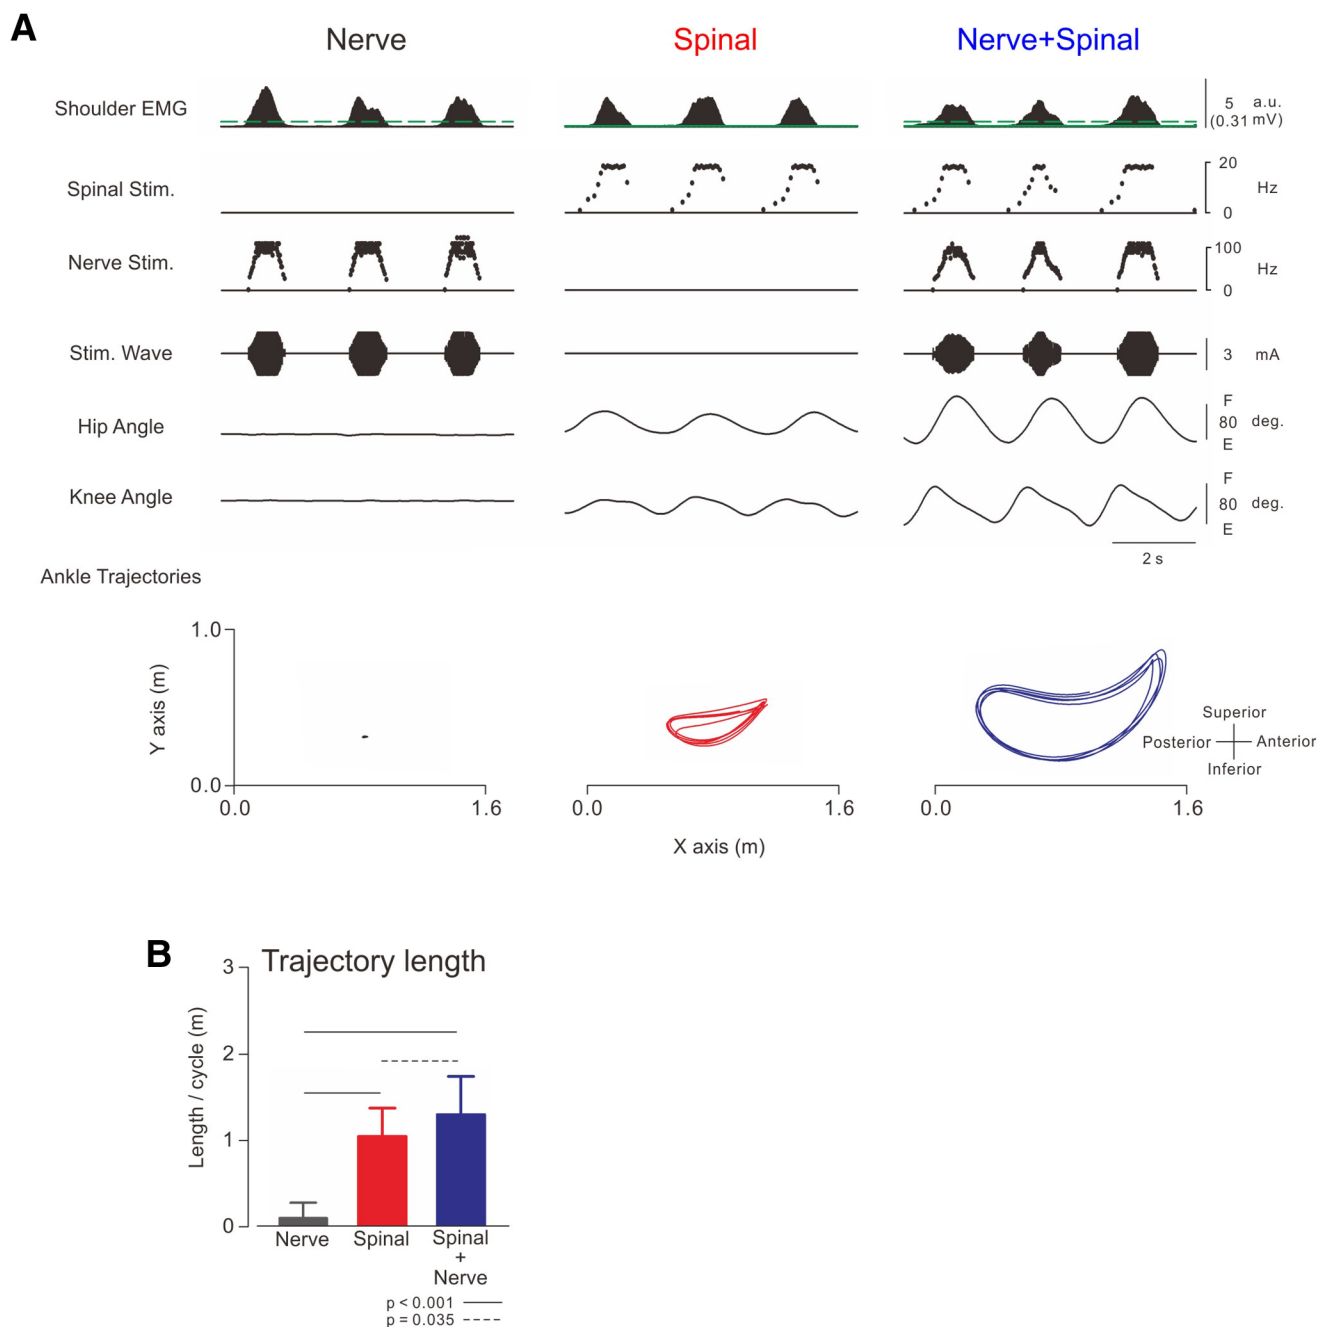 A
Nerve
Spinal
Nerve+Spinal
Shoulder EMG
5 a.u.
(0.31 mV)
Spinal Stim.
20
Hz
0
Nerve Stim.
100
Hz
0
Stim. Wave
3 mA
Hip Angle
F
80 deg.
E
Knee Angle
F
80 deg.
E
2 s
Ankle Trajectories
1.0
Y axis (m)
0.0
0.0
1.6
0.0
1.6
0.0
1.6
Superior
Posterior
Anterior
Inferior
X axis (m)
B
Trajectory length
3
2
1
0
Length / cycle (m)
Nerve
Spinal
Spinal
+
Nerve
p < 0.001
p = 0.035